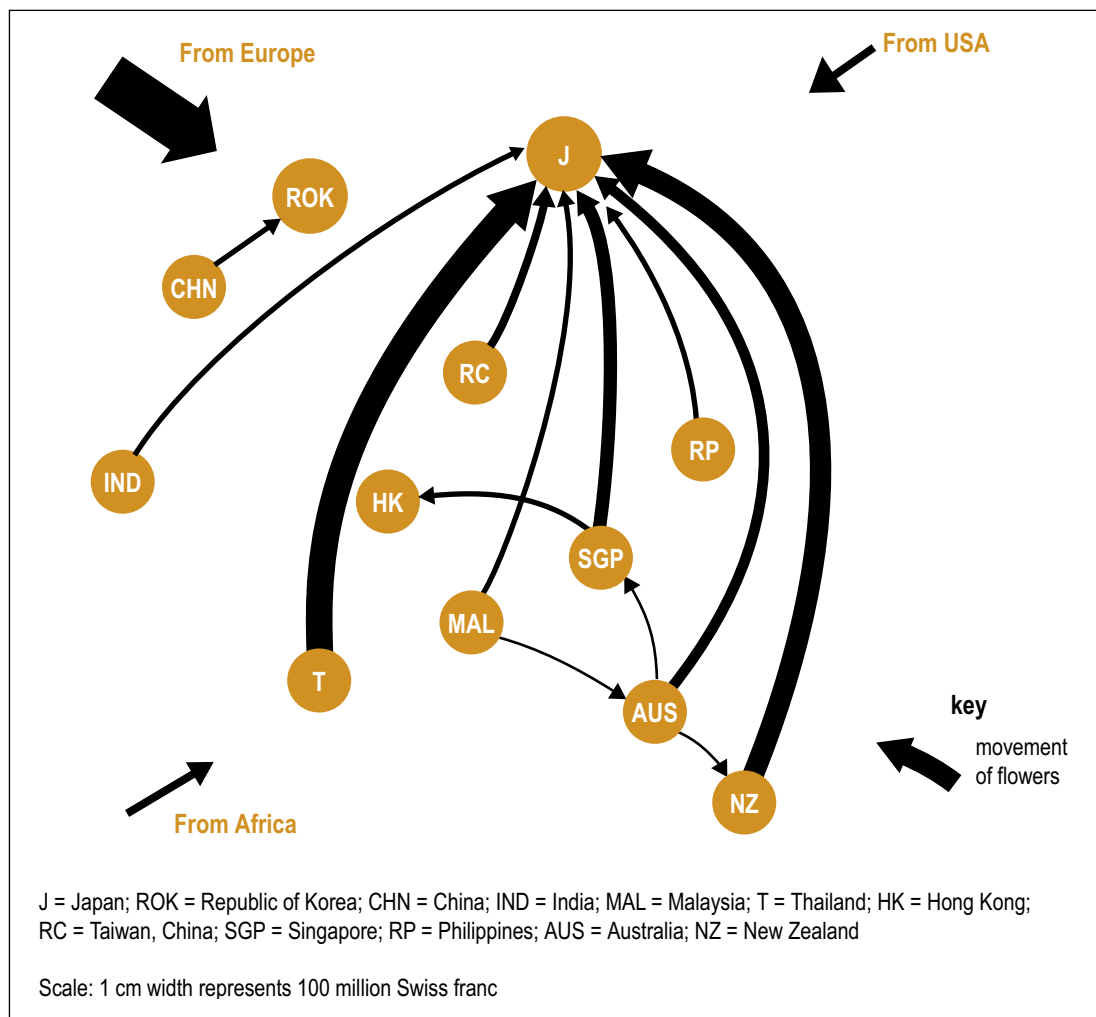 From Europe
From USA
J
ROK
CHN
RC
RP
IND
HK
SGP
MAL
T
AUS
NZ
key
movement
of flowers
From Africa
J = Japan; ROK = Republic of Korea; CHN = China; IND = India; MAL = Malaysia; T = Thailand; HK = Hong Kong;
RC = Taiwan, China; SGP = Singapore; RP = Philippines; AUS = Australia; NZ = New Zealand
Scale: 1 cm width represents 100 million Swiss franc